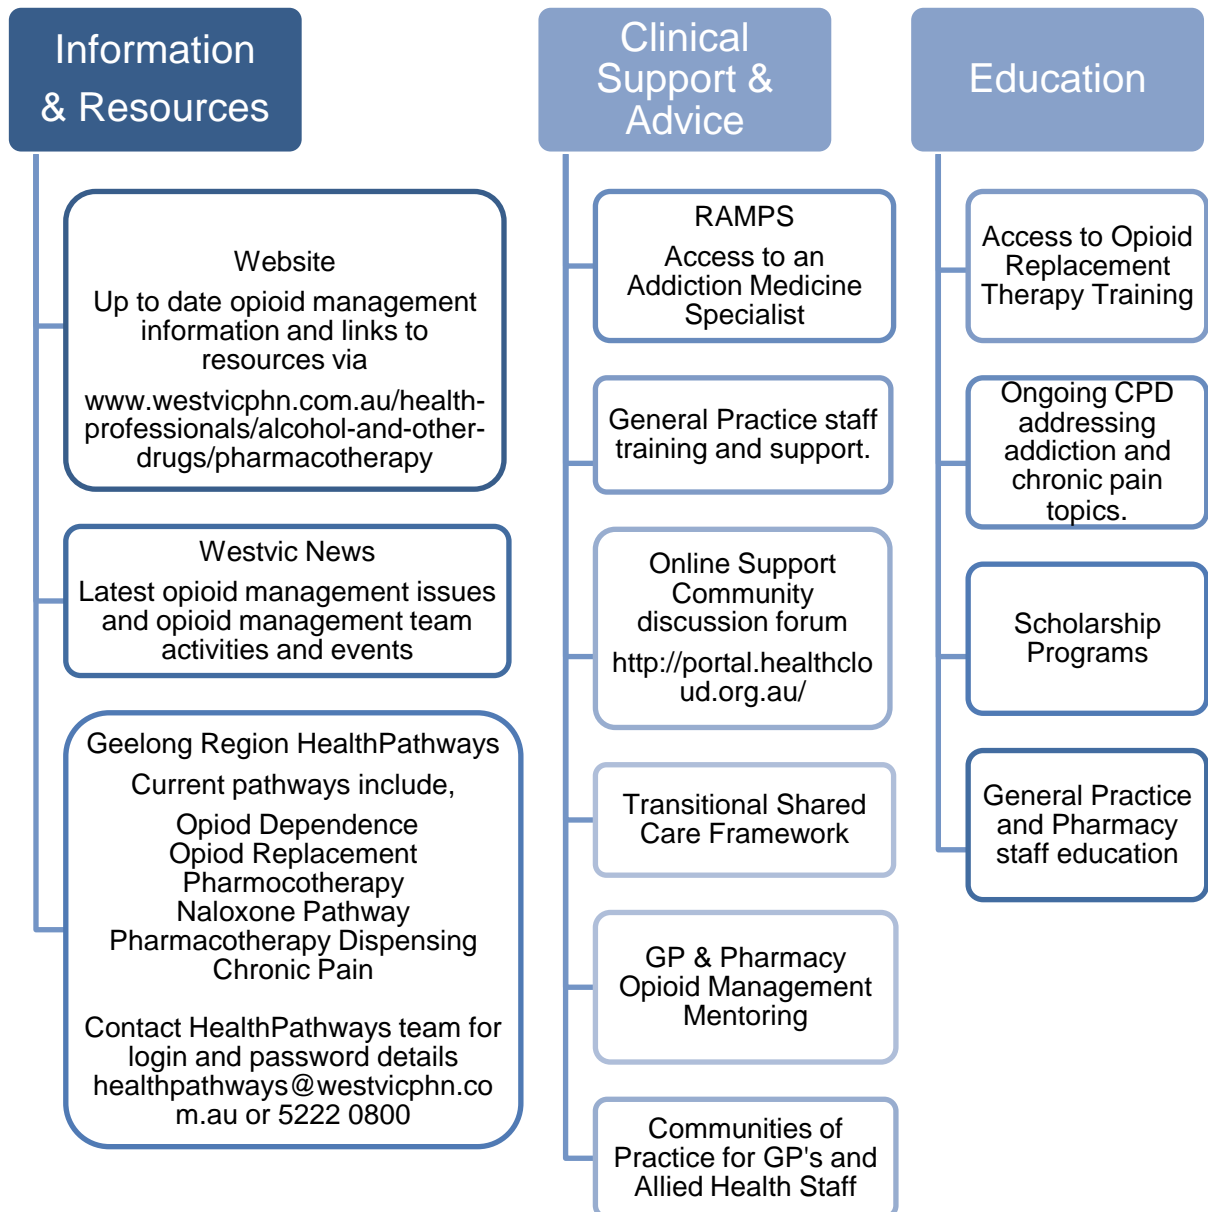 Information
& Resources
Website
Up to date opioid management
information and links to
resources via
www.westvicphn.com.au/health-
professionals/alcohol-and-other-
drugs/pharmacotherapy
Westvic News
Latest opioid management issues
and opioid management team
activities and events
Geelong Region HealthPathways
Current pathways include,
Opiod Dependence
Opiod Replacement
Pharmocotherapy
Naloxone Pathway
Pharmacotherapy Dispensing
Chronic Pain
Contact HealthPathways team for
login and password details
healthpathways@westvicphn.co
m.au or 5222 0800
Clinical
Support &
Advice
RAMPS
Access to an
Addiction Medicine
Specialist
General Practice staff
training and support.
Online Support
Community
discussion forum
http://portal.healthclo
ud.org.au/
Transitional Shared
Care Framework
GP & Pharmacy
Opioid Management
Mentoring
Communities of
Practice for GP's and
Allied Health Staff
Education
Access to Opioid
Replacement
Therapy Training
Ongoing CPD
addressing
addiction and
chronic pain
topics.
Scholarship
Programs
General Practice
and Pharmacy
staff education